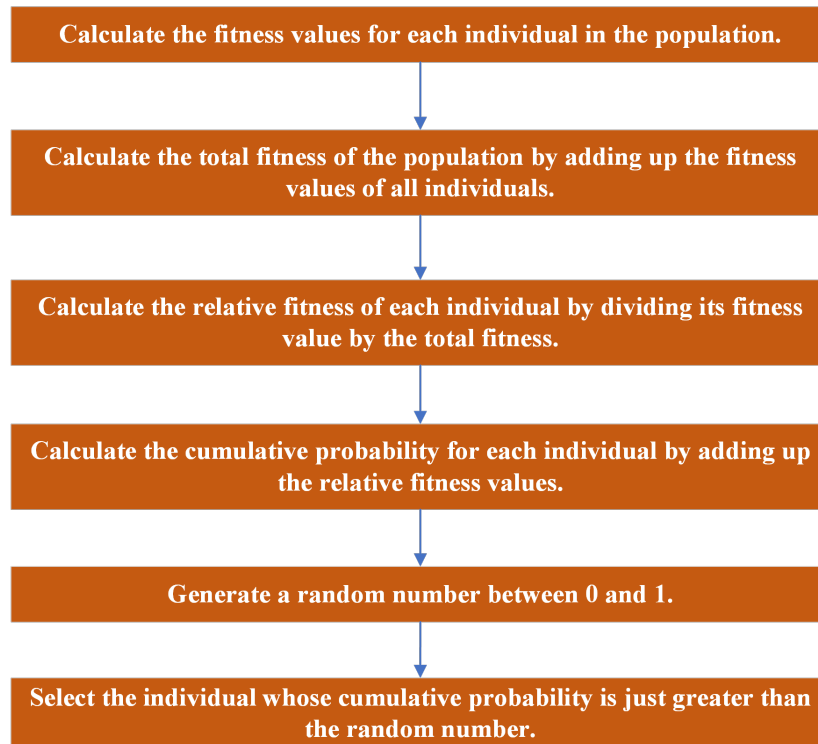 Calculate the fitness values for each individual in the population.
Calculate the total fitness of the population by adding up the fitness
values of all individuals.
Calculate the relative fitness of each individual by dividing its fitness
value by the total fitness.
Calculate the cumulative probability for each individual by adding up
the relative fitness values.
Generate a random number between 0 and 1.
Select the individual whose cumulative probability is just greater than
the random number.